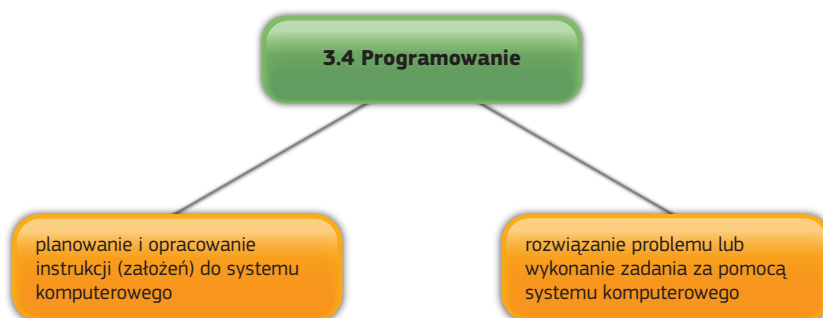 3.4 Programowanie
planowanie i opracowanie
instrukcji (założeń) do systemu
komputerowego
rozwiązanie problemu lub
wykonanie zadania za pomocą
systemu komputerowego